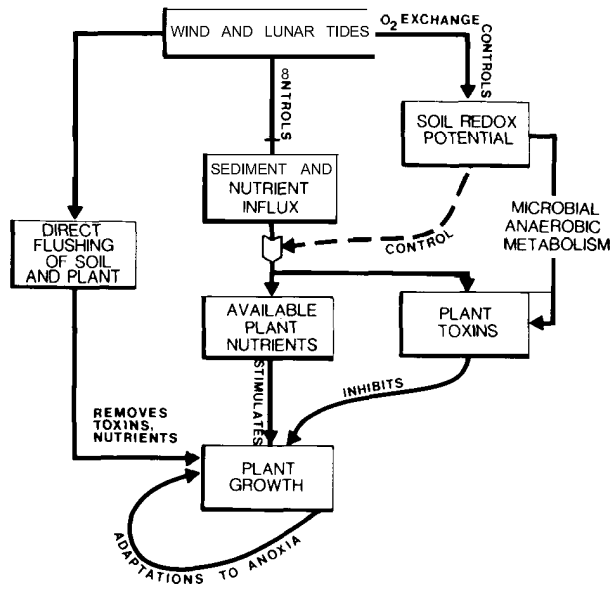 WIND AND LUNAR TIDES
O2 EXCHANGE
CONTROLS
8NTROLS
SOIL REDOX
POTENTIAL
SEDIMENT AND
NUTRIENT
INFLUX
MICROBIAL
ANAEROBIC
METABOLISM
CONTROL
DIRECT
FLUSHING
OF SOIL
AND PLANT
AVAILABLE
PLANT
NUTRIENTS
PLANT
TOXINS
STIMULATES
INHIBITS
REMOVES
TOXINS,
NUTRIENTS
PLANT
GROWTH
ADAPTATIONS TO ANOXIA